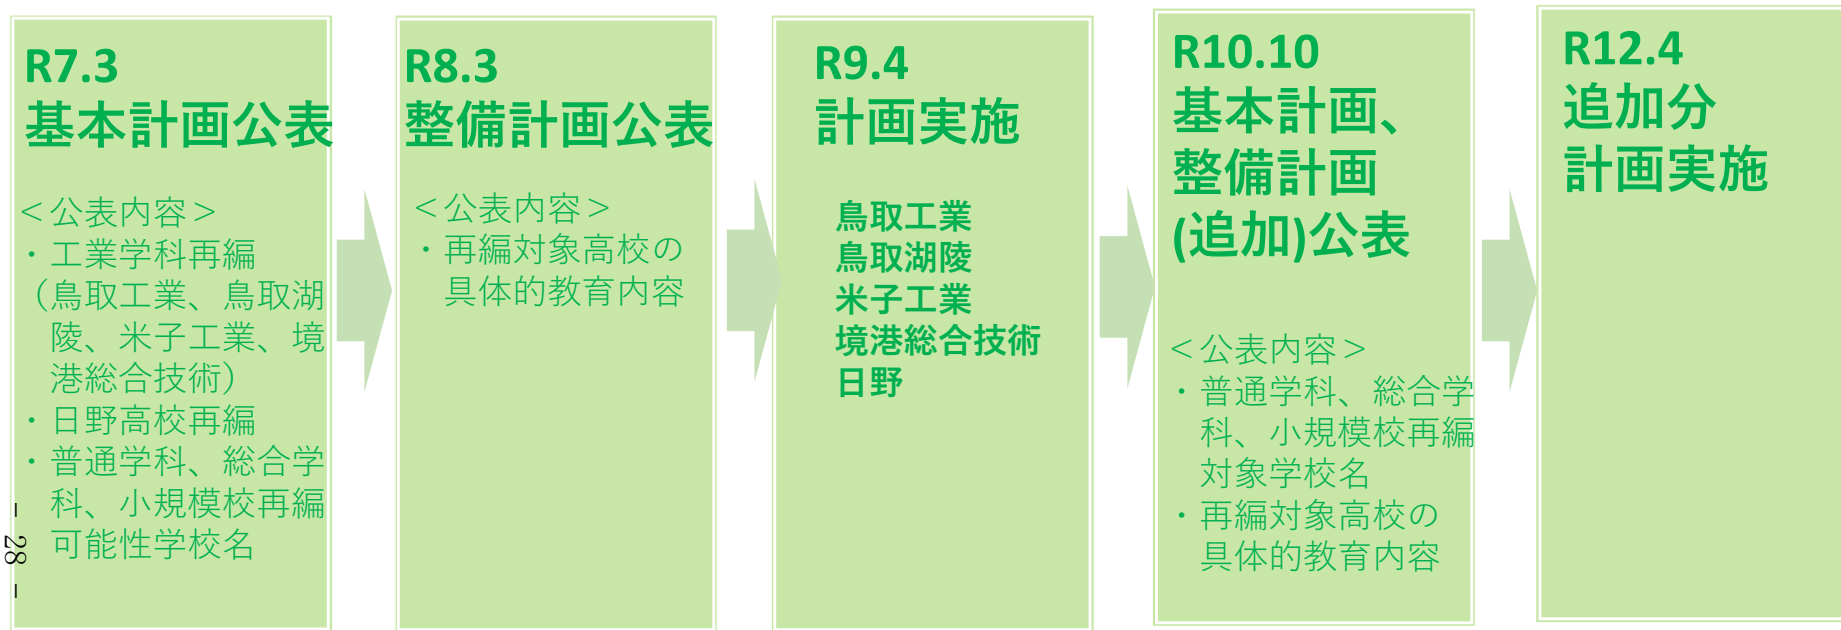 R7.3
基本計画公表
＜公表内容＞
・工業学科再編
（鳥取工業、鳥取湖
陵、米子工業、境
港総合技術）
・日野高校再編
・普通学科、総合学
科、小規模校再編
可能性学校名
R8.3
整備計画公表
＜公表内容＞
・再編対象高校の
具体的教育内容
R9.4
計画実施
鳥取工業
鳥取湖陵
米子工業
境港総合技術
日野
R10.10
基本計画、
整備計画
(追加)公表
＜公表内容＞
・普通学科、総合学
科、小規模校再編
対象学校名
・再編対象高校の
具体的教育内容
R12.4
追加分
計画実施
- 28 -